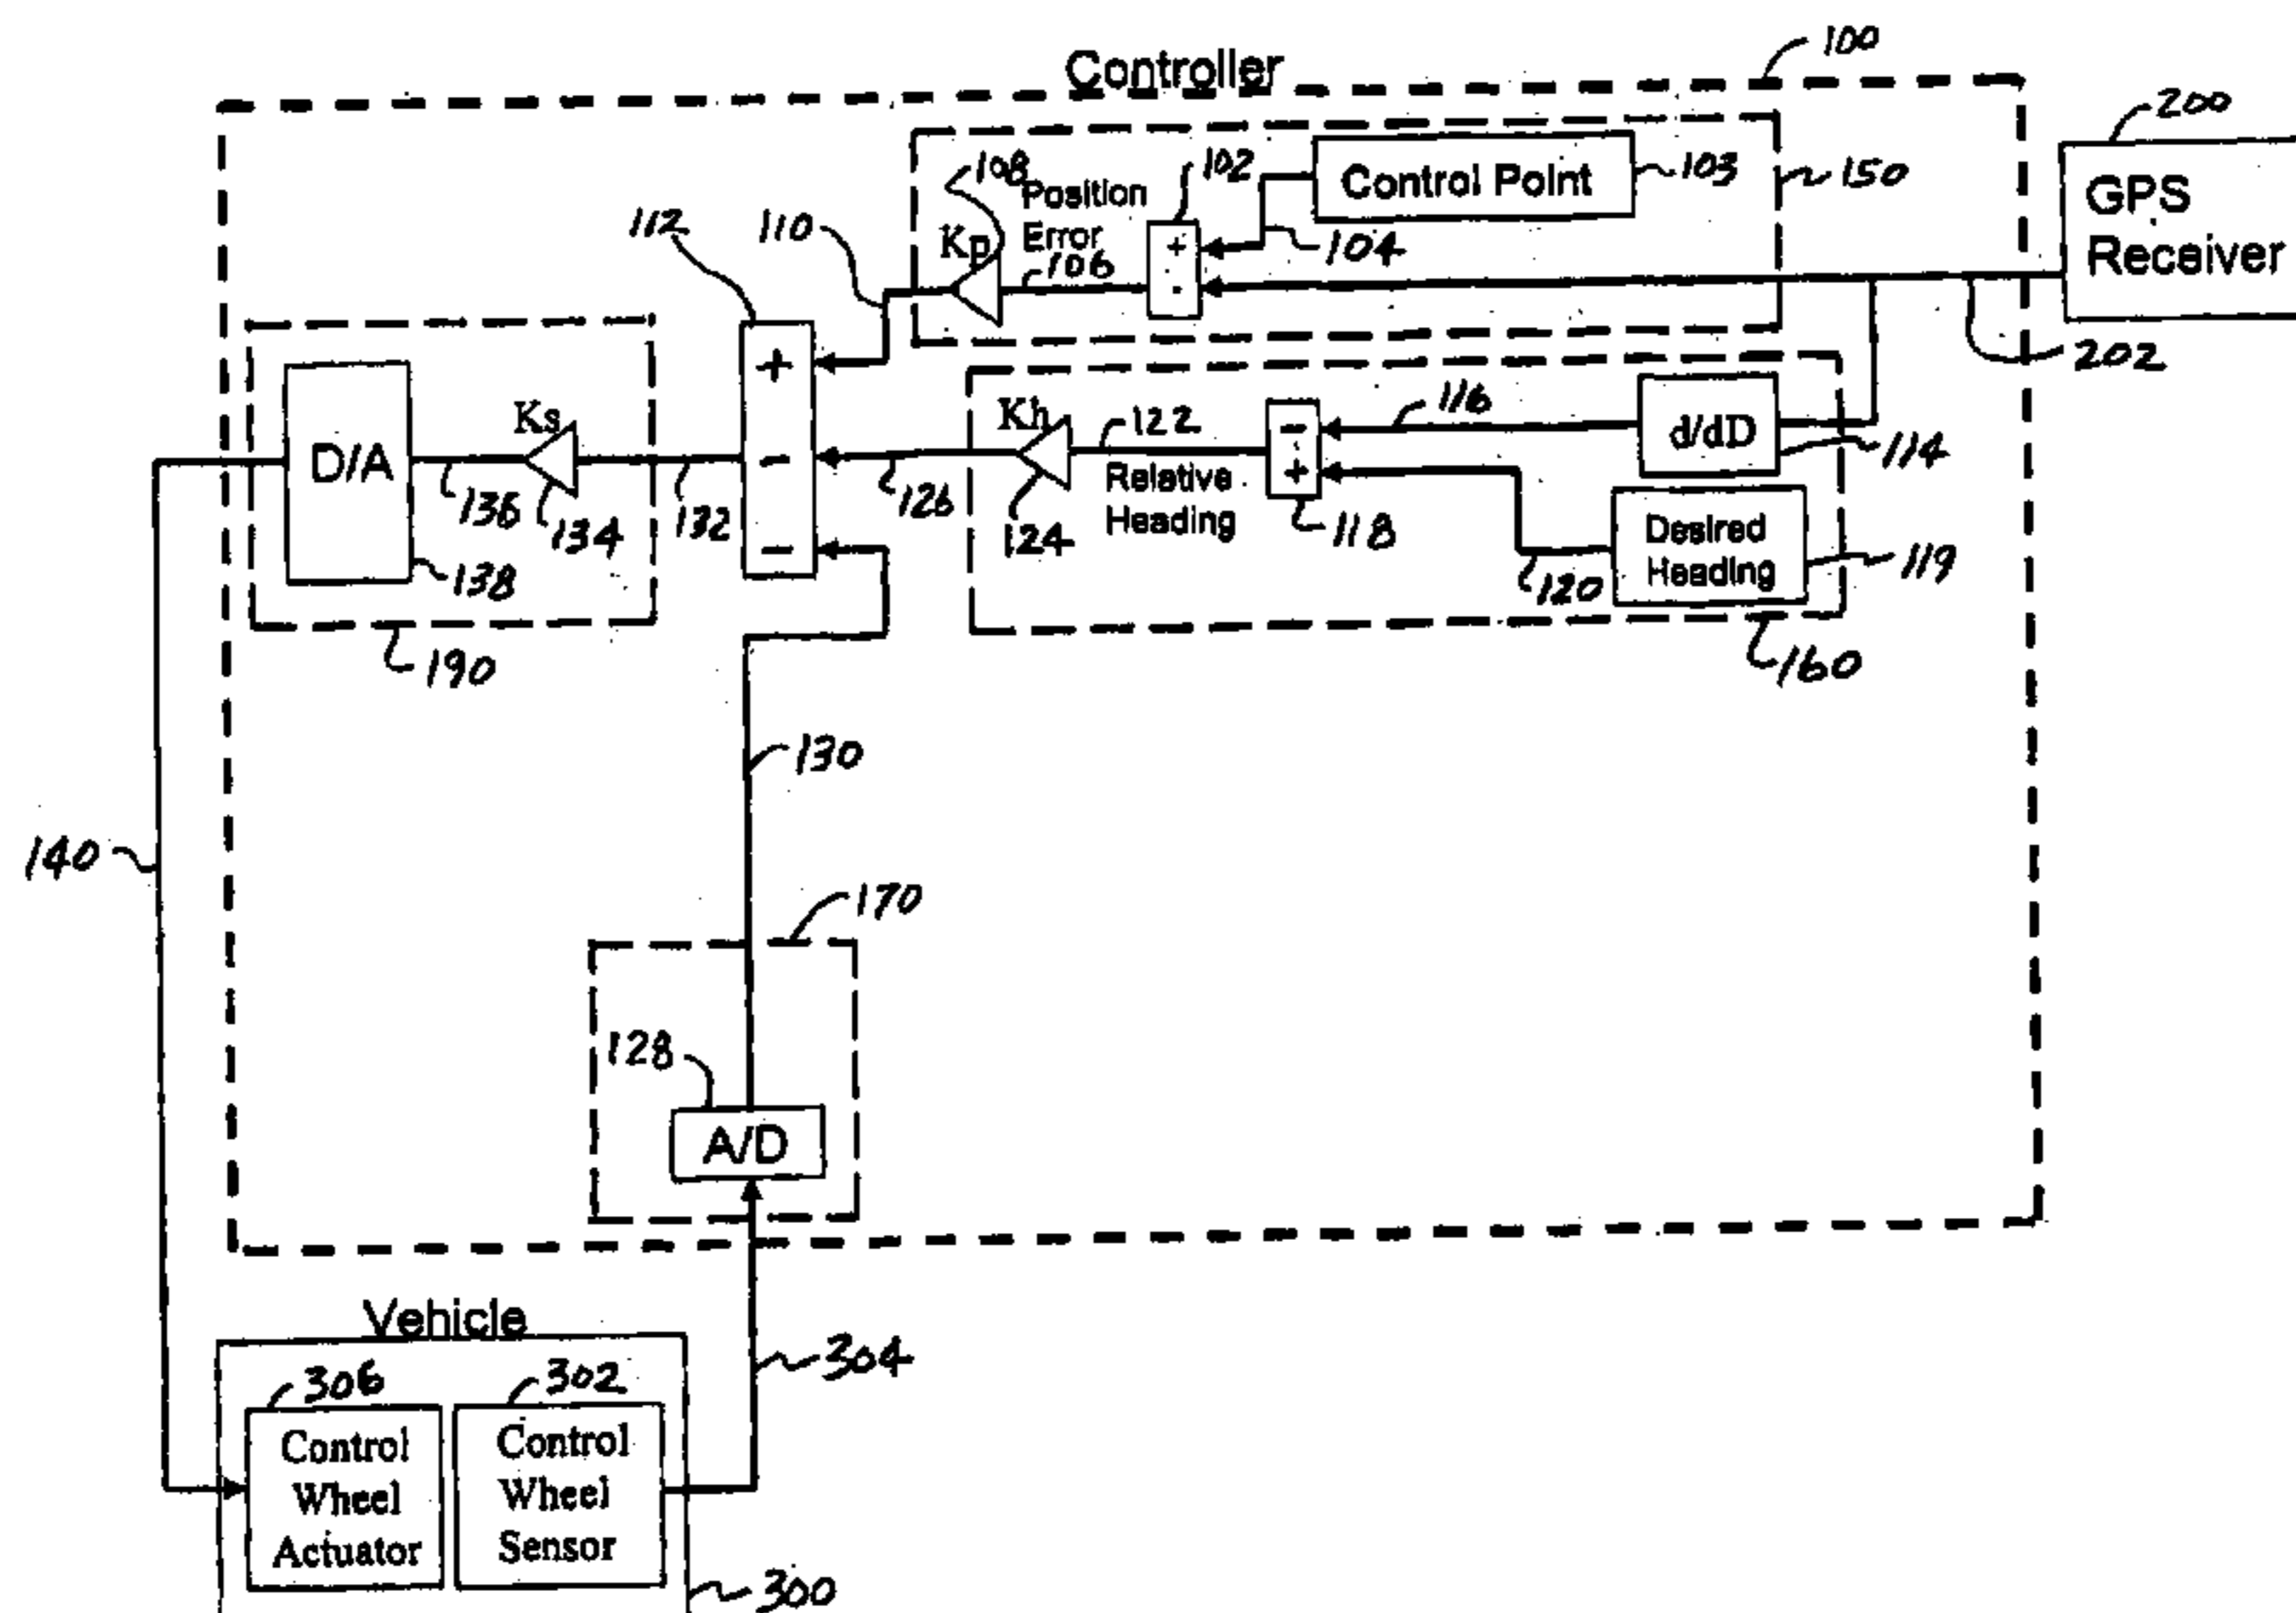 Controller
100
200
GPS
Receiver
202
150
Control Point
103
102
+
-
104
108
Position
Error
106
Kp
110
112
+
-
-
D/A
138
Ks
136
134
132
190
126
Kh
124
122
Relative
Heading
-
+
118
116
d/dD
114
Desired
Heading
119
120
160
130
140
170
128
A/D
304
Vehicle
306
Control
Wheel
Actuator
302
Control
Wheel
Sensor
300